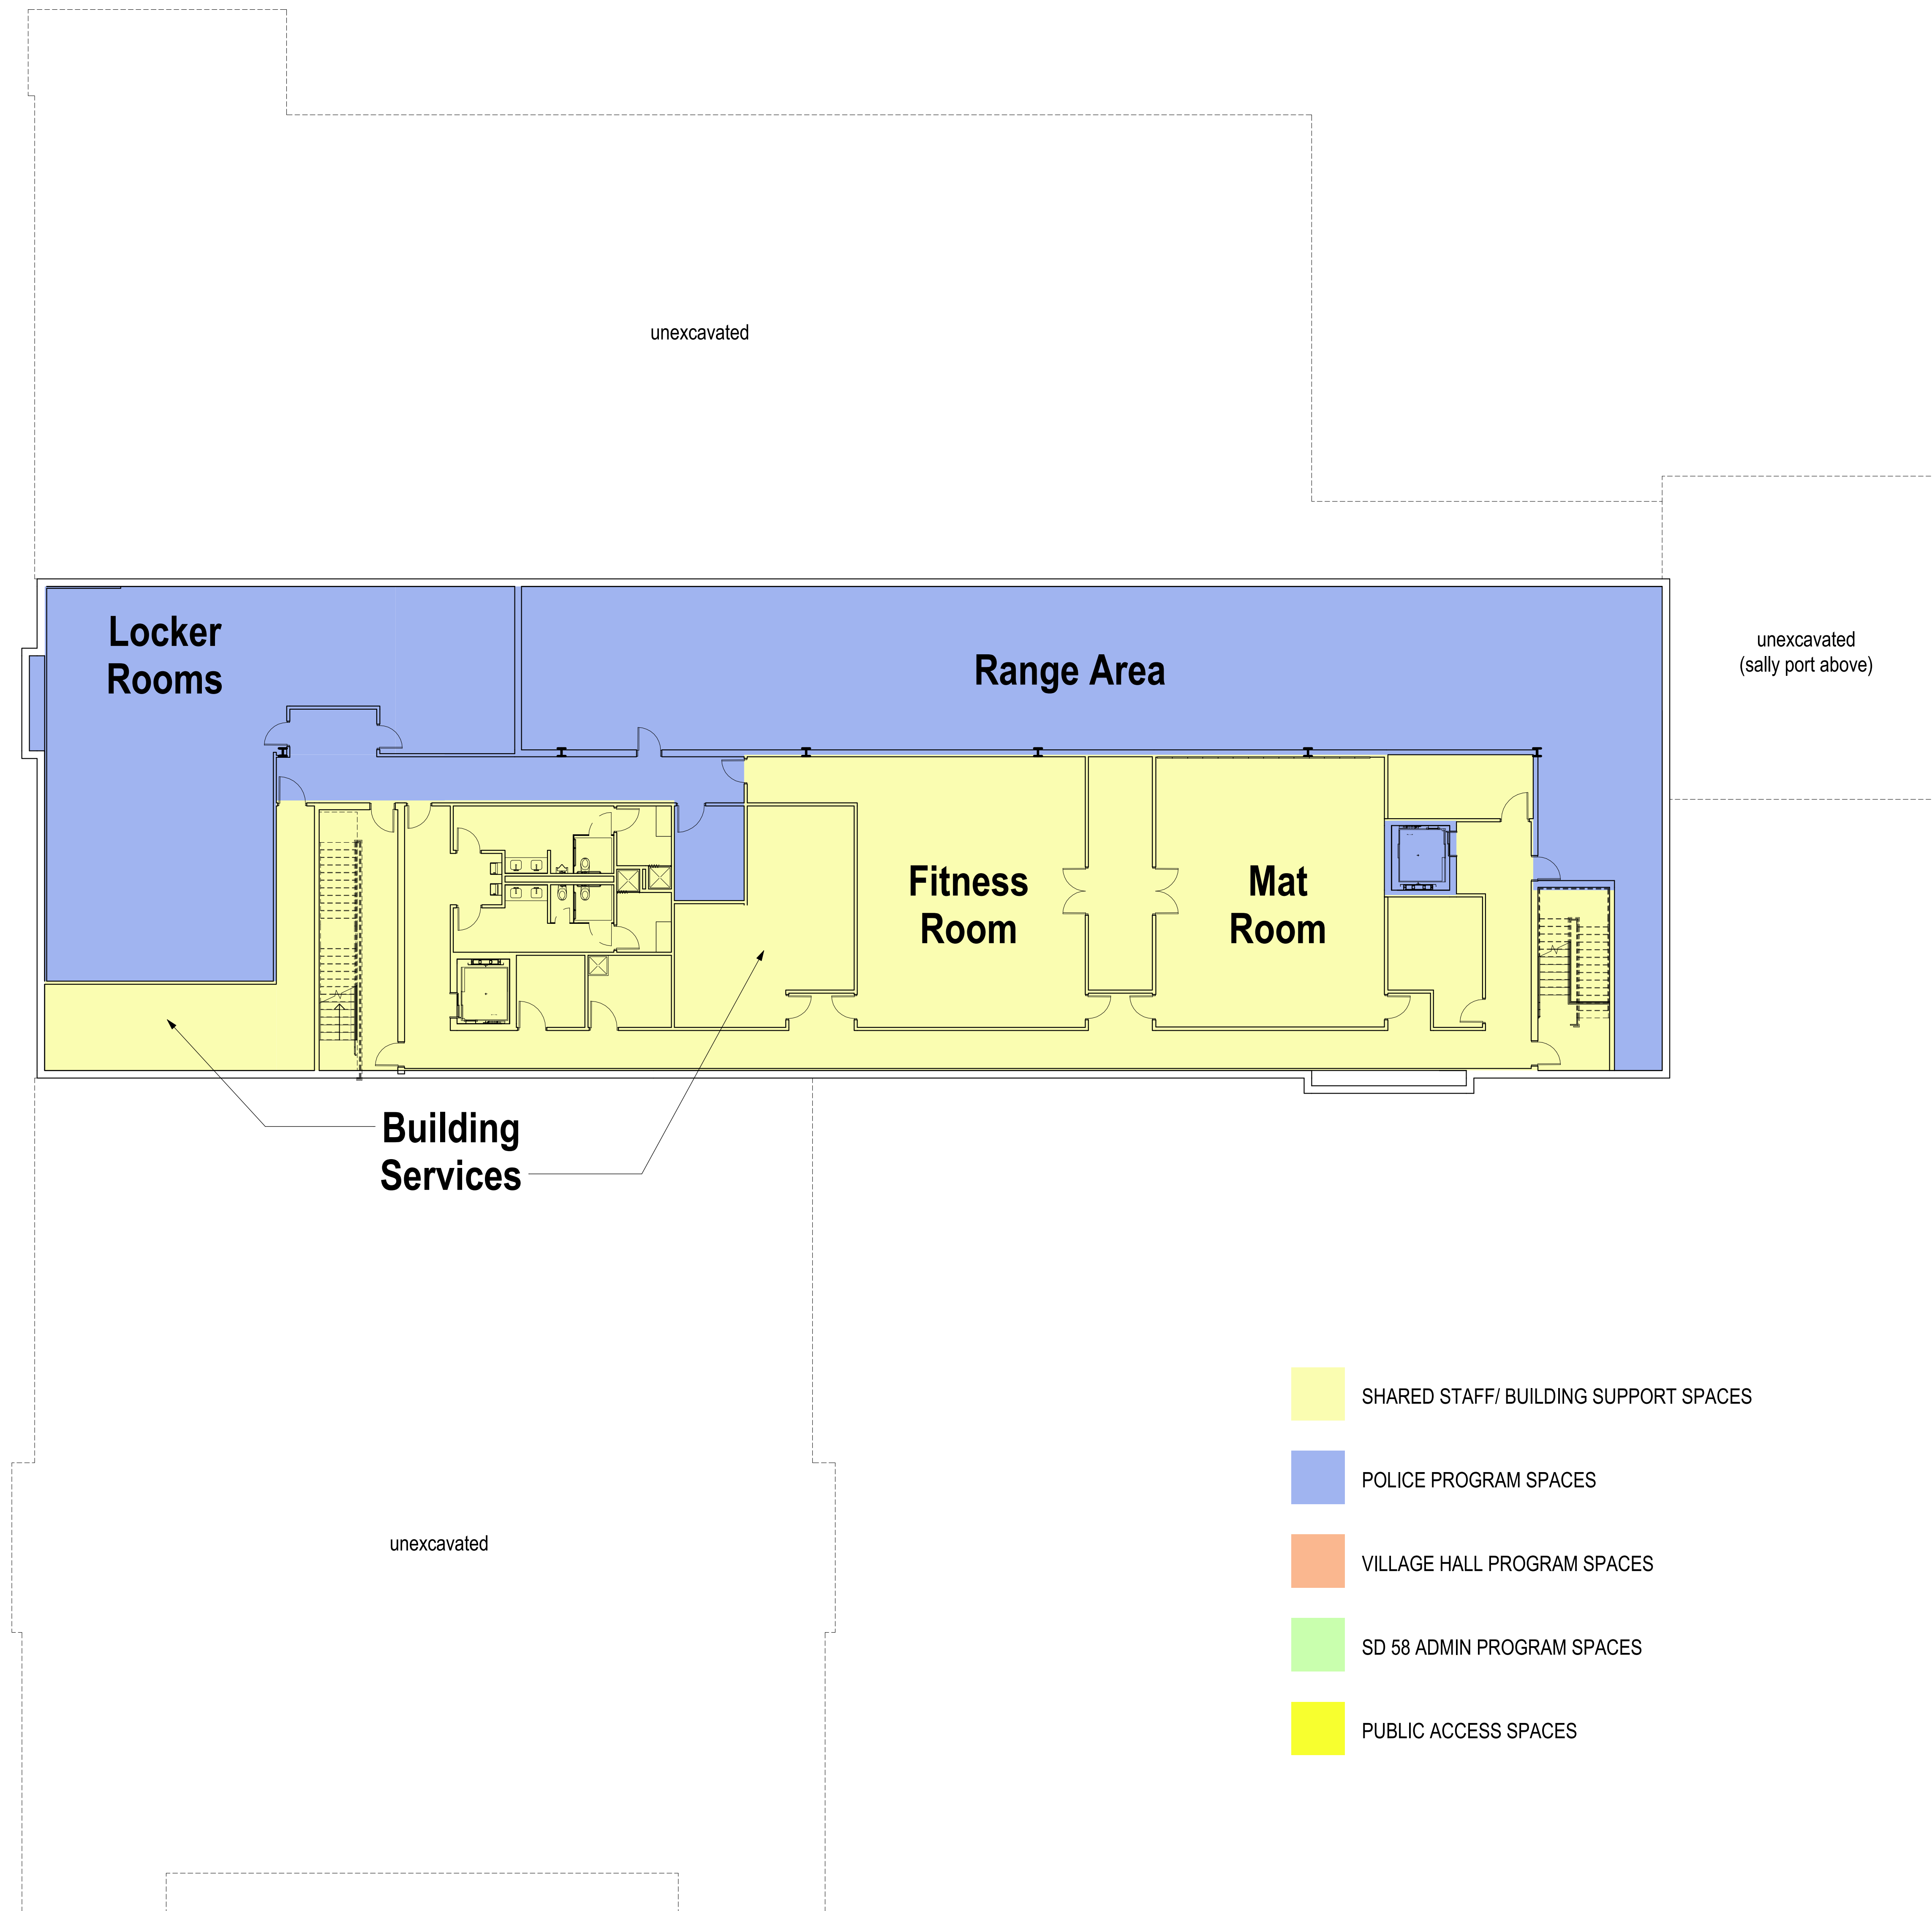 unexcavated
Locker
Rooms
Range Area
unexcavated
(sally port above)
Fitness
Room
Mat
Room
Building
Services
SHARED STAFF/ BUILDING SUPPORT SPACES
POLICE PROGRAM SPACES
unexcavated
VILLAGE HALL PROGRAM SPACES
SD 58 ADMIN PROGRAM SPACES
PUBLIC ACCESS SPACES